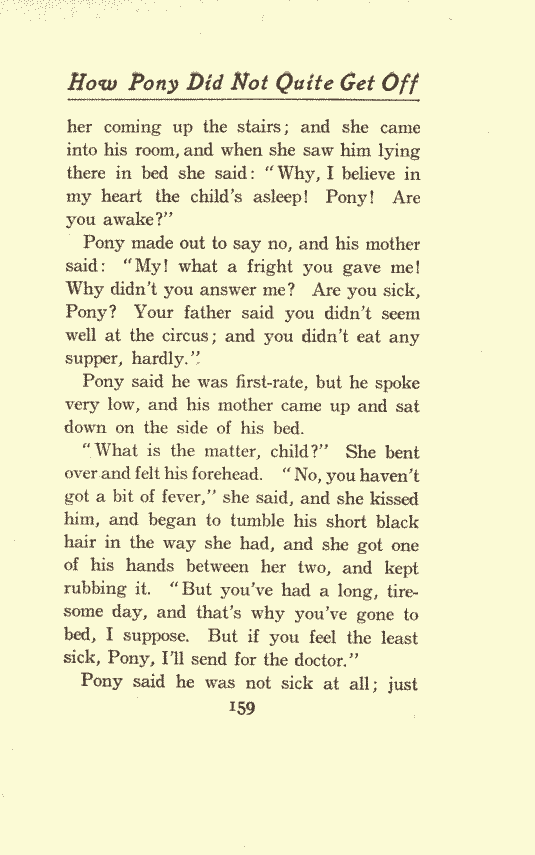 How Pony Did Not Quite Get Off
her coming up the stairs; and she came
into his room, and when she saw him lying
there in bed she said: "Why, I believe in
my heart the child's asleep! Pony! Are
you awake?"
Pony made out to say no, and his mother
said: "My! what a fright you gave me!
Why didn't you answer me? Are you sick,
Pony? Your father said you didn't seem
well at the circus; and you didn't eat any
supper, hardly."
Pony said he was first-rate, but he spoke
very low, and his mother came up and sat
down on the side of his bed.
"What is the matter, child?" She bent
over and felt his forehead. "No, you haven't
got a bit of fever," she said, and she kissed
him, and began to tumble his short black
hair in the way she had, and she got one
of his hands between her two, and kept
rubbing it. "But you've had a long, tire-
some day, and that's why you've gone to
bed, I suppose. But if you feel the least
sick, Pony, I'll send for the doctor."
Pony said he was not sick at all; just
159